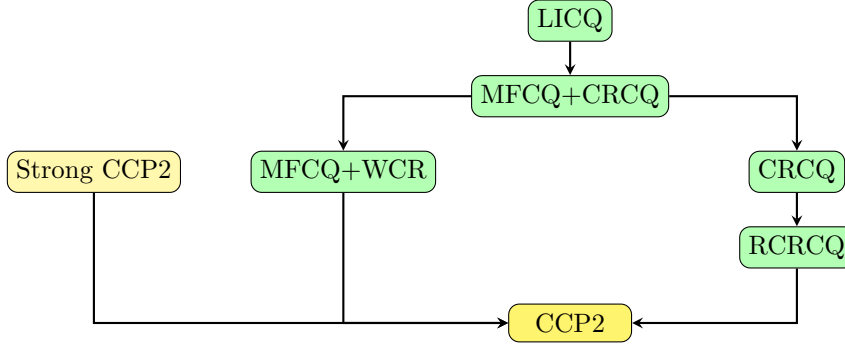 LICQ
MFCQ+CRCQ
Strong CCP2
MFCQ+WCR
CRCQ
RCRCQ
CCP2